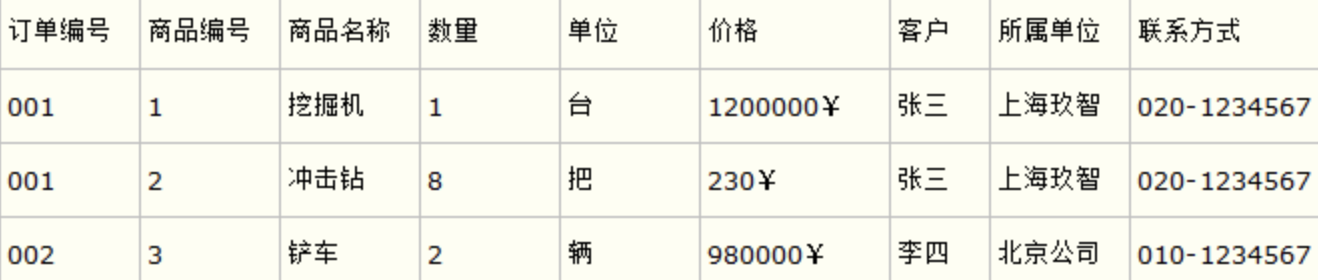 订单编号 商品编号 商品名称 数量 单位 价格 客户 所属单位 联系方式
001 1 挖掘机 1 台 1200000¥ 张三 上海玖智 020-1234567
001 2 冲击钻 8 把 230¥ 张三 上海玖智 020-1234567
002 3 铲车 2 辆 980000¥ 李四 北京公司 010-1234567